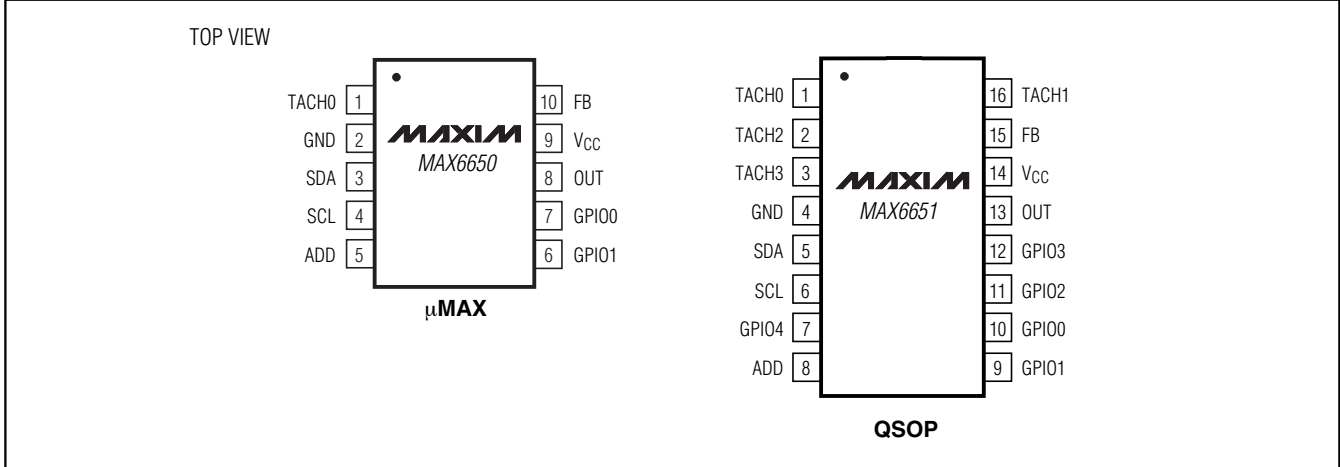 TOP VIEW
TACH0 1
GND 2
SDA 3
SCL 4
ADD 5
10 FB
9 VCC
8 OUT
7 GPIO0
6 GPIO1
MAXIM
MAX6650
µMAX
TACH0 1
TACH2 2
TACH3 3
GND 4
SDA 5
SCL 6
GPIO4 7
ADD 8
16 TACH1
15 FB
14 VCC
13 OUT
12 GPIO3
11 GPIO2
10 GPIO0
9 GPIO1
MAXIM
MAX6651
QSOP